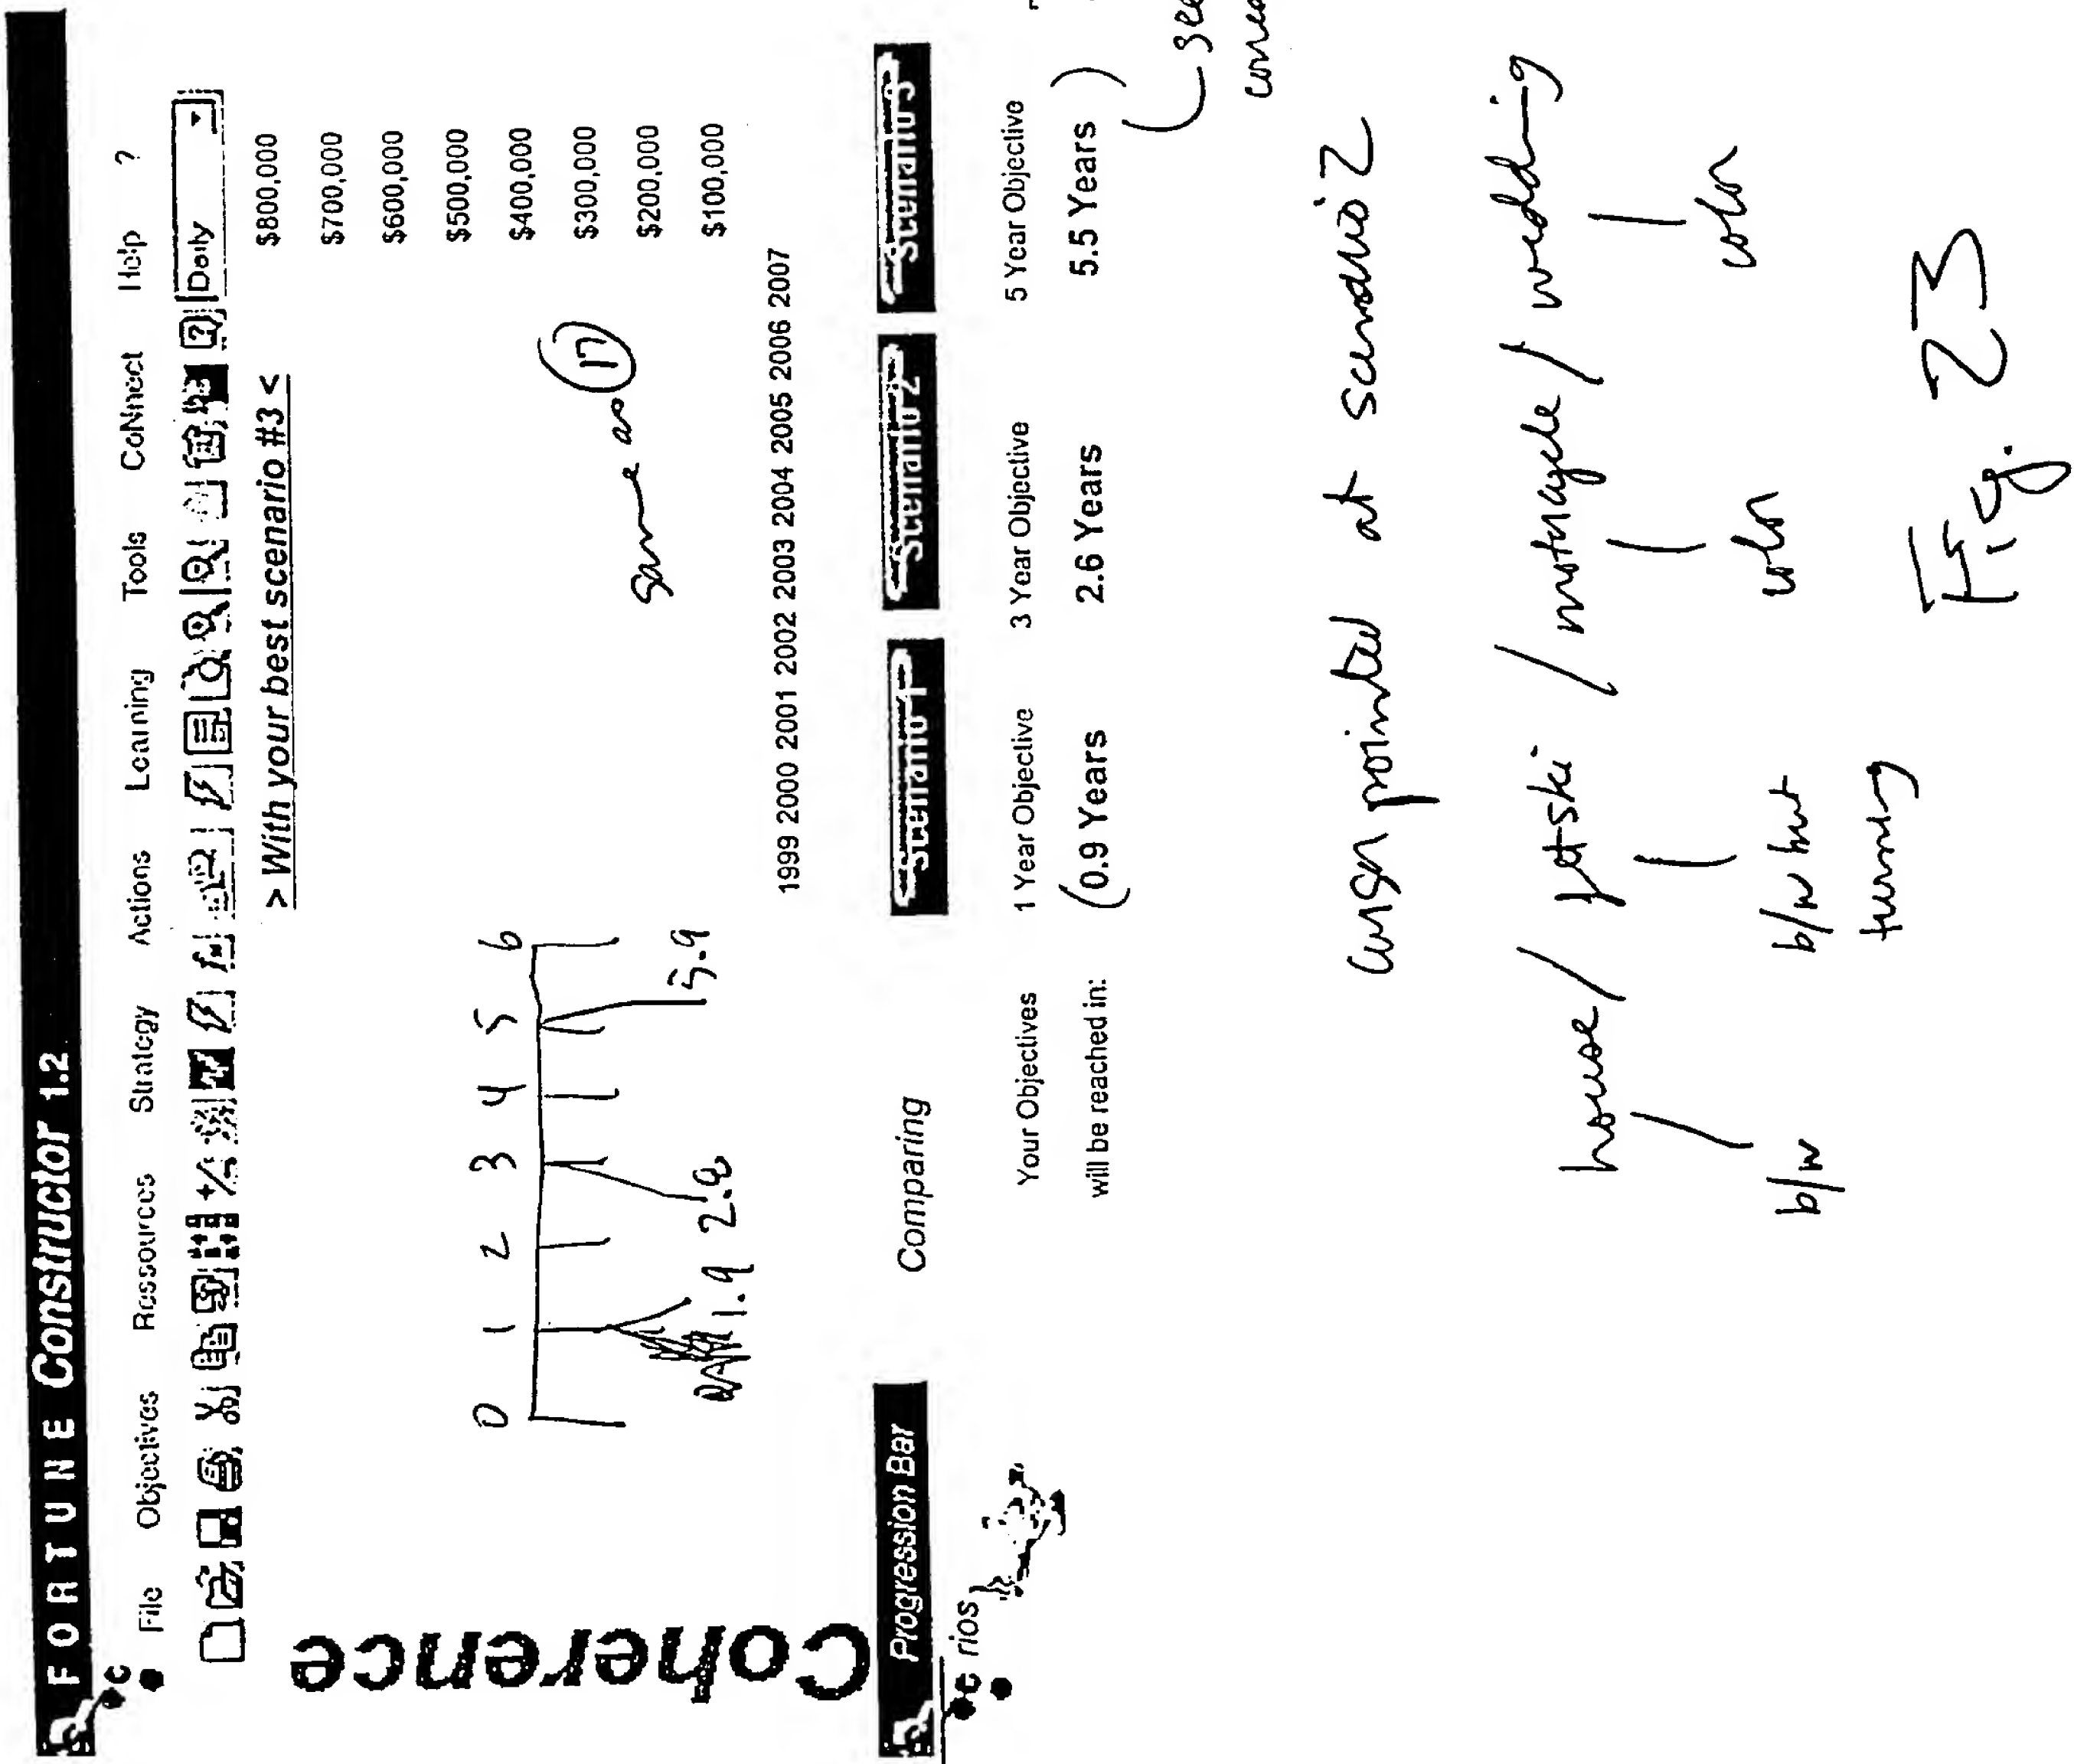 FORTUNE Constructor 1.2
File Objectives Ressources Strategy Actions Learning Tools CoNnect Help ?
Daily
> With your best scenario #3 <
Coherence
$800,000
$700,000
$600,000
$500,000
$400,000
$300,000
$200,000
$100,000
0 1 2 3 4 5 6
1.9 2.8 5.9
same as 17
1999 2000 2001 2002 2003 2004 2005 2006 2007
Progression Bar
Comparing
Scenario 1 Scenario 2 Scenario 3
rios
Your Objectives 1 Year Objective 3 Year Objective 5 Year Objective
will be reached in: (0.9 Years 2.6 Years 5.5 Years)
see
cursor pointed at scenario 2
house / jet-ski / motorcycle / wedding
b/w b/w but color color
turning
Fig. 23